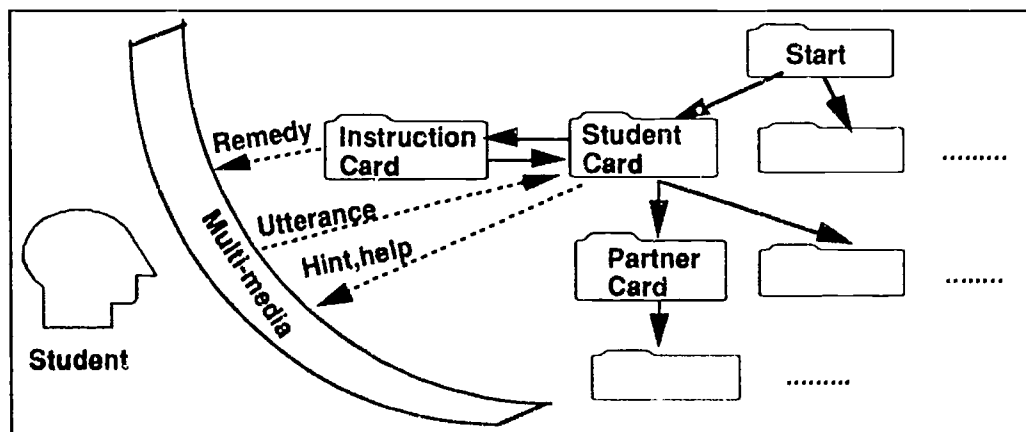 Start
Remedy
Instruction
Card
Student
Card
.........
Utterance
Hint,help
Multi-media
Partner
Card
........
Student
.........